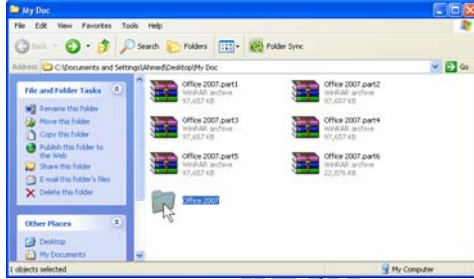 My Doc
File Edit View Favorites Tools Help
Back Search Folders Folder Sync
Address C:\Documents and Settings\Ahmed\Desktop\My Doc Go
File and Folder Tasks
Rename this folder
Move this folder
Copy this folder
Publish this folder to
the Web
Share this folder
E-mail this folder's files
Delete this folder
Other Places
Desktop
My Documents
Office 2007.part1
WinRAR archive
97,657 KB
Office 2007.part2
WinRAR archive
97,657 KB
Office 2007.part3
WinRAR archive
97,657 KB
Office 2007.part4
WinRAR archive
97,657 KB
Office 2007.part5
WinRAR archive
97,657 KB
Office 2007.part6
WinRAR archive
22,876 KB
Office 2007
1 objects selected
My Computer